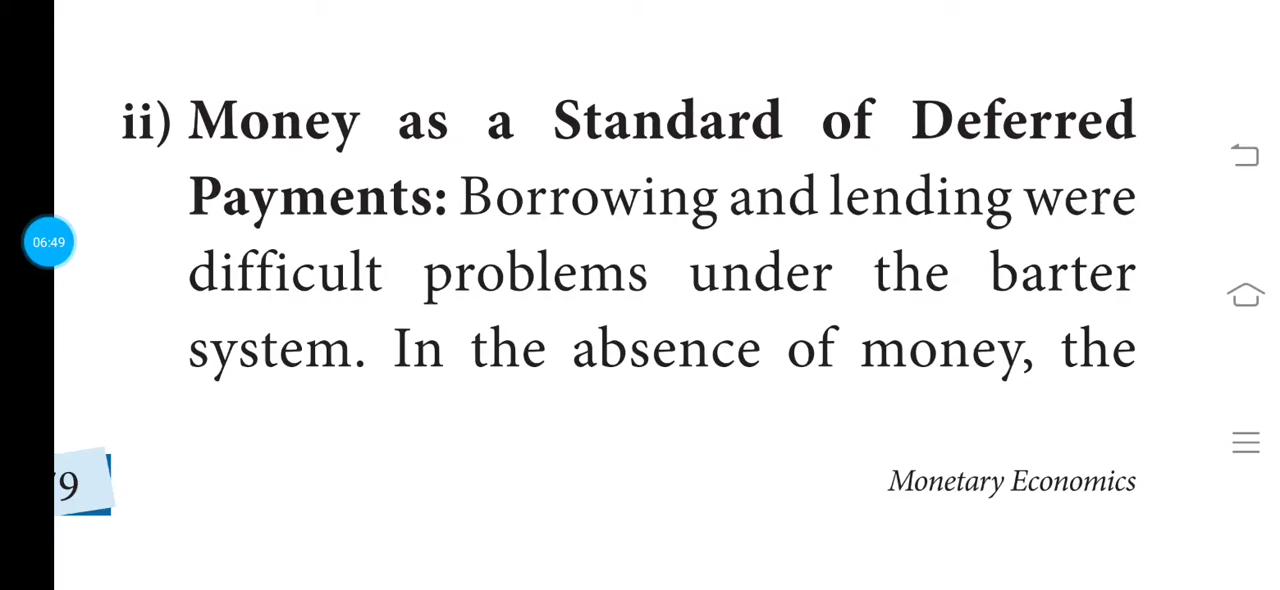 ii) Money as a Standard of Deferred
Payments: Borrowing and lending were
06:49
difficult problems under the barter
system. In the absence of money, the
9
Monetary Economics